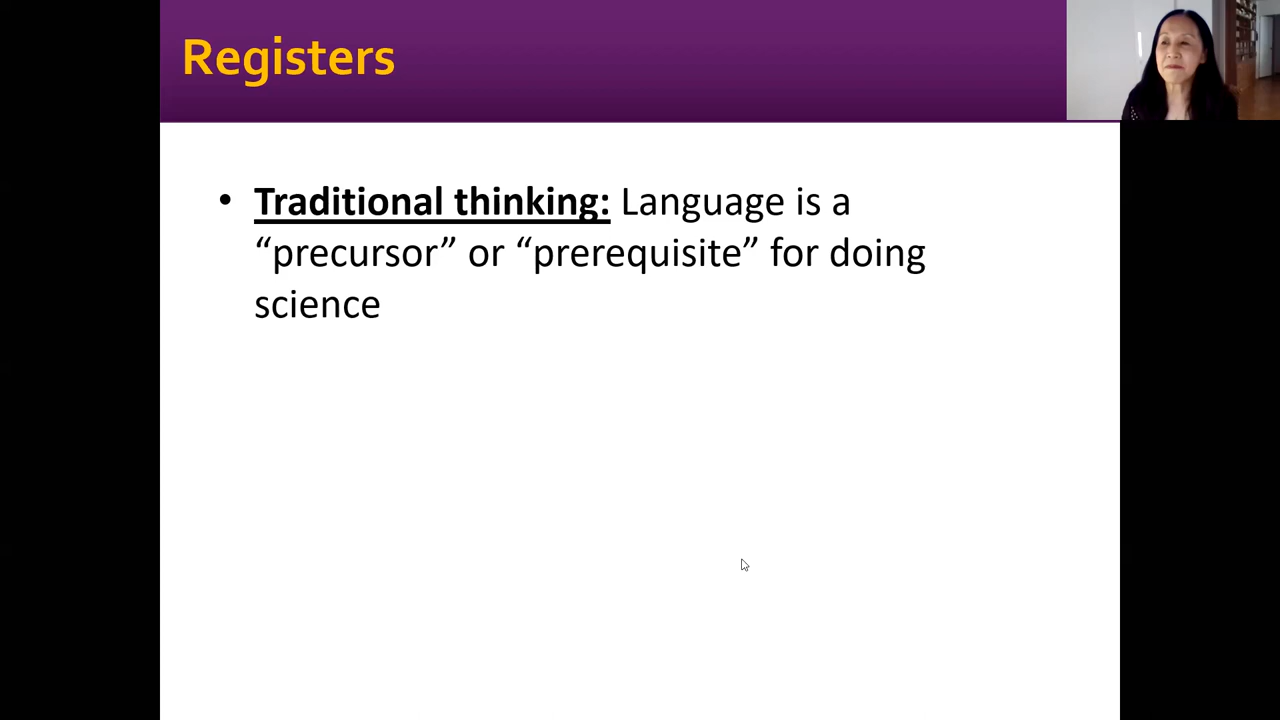 Registers
• Traditional thinking: Language is a
“precursor” or “prerequisite” for doing
science